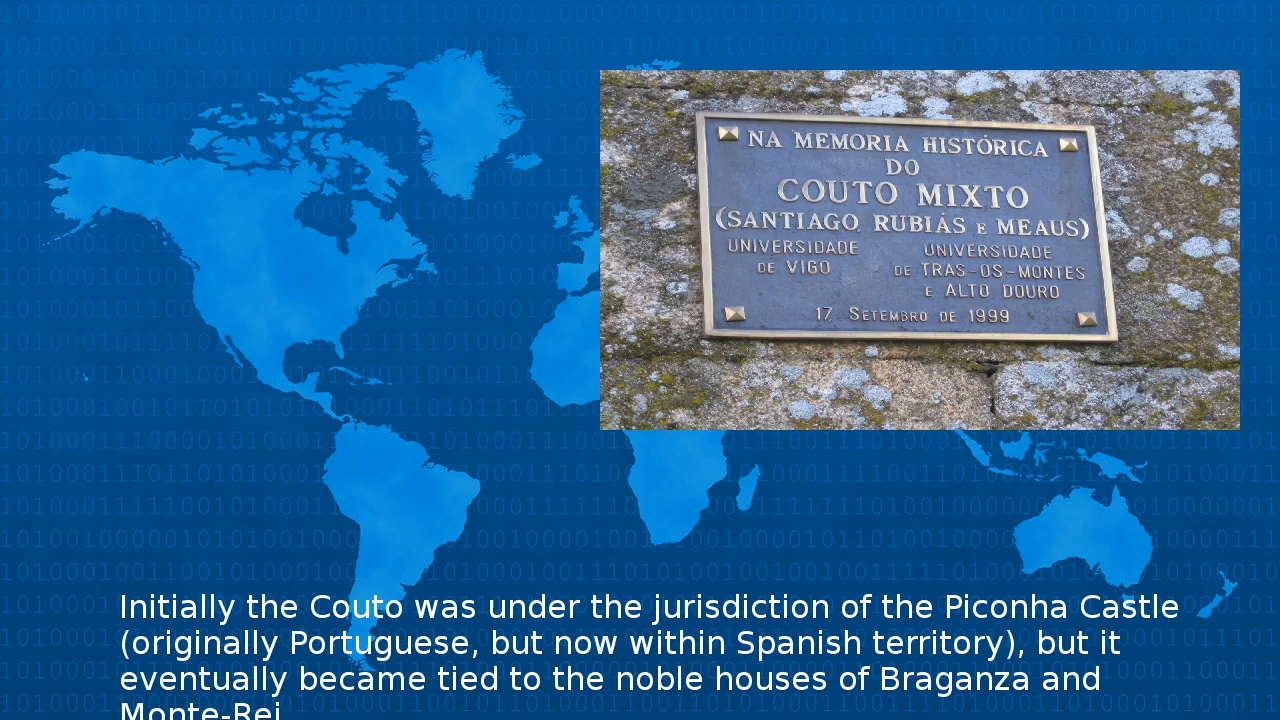 NA MEMORIA HISTÓRICA
DO
COUTO MIXTO
(SANTIAGO, RUBIÁS E MEAUS)
UNIVERSIDADE
DE VIGO
UNIVERSIDADE
DE TRAS-OS-MONTES
E ALTO DOURO
17 SETEMBRO DE 1999
Initially the Couto was under the jurisdiction of the Piconha Castle
(originally Portuguese, but now within Spanish territory), but it
eventually became tied to the noble houses of Braganza and
Monte-Rei